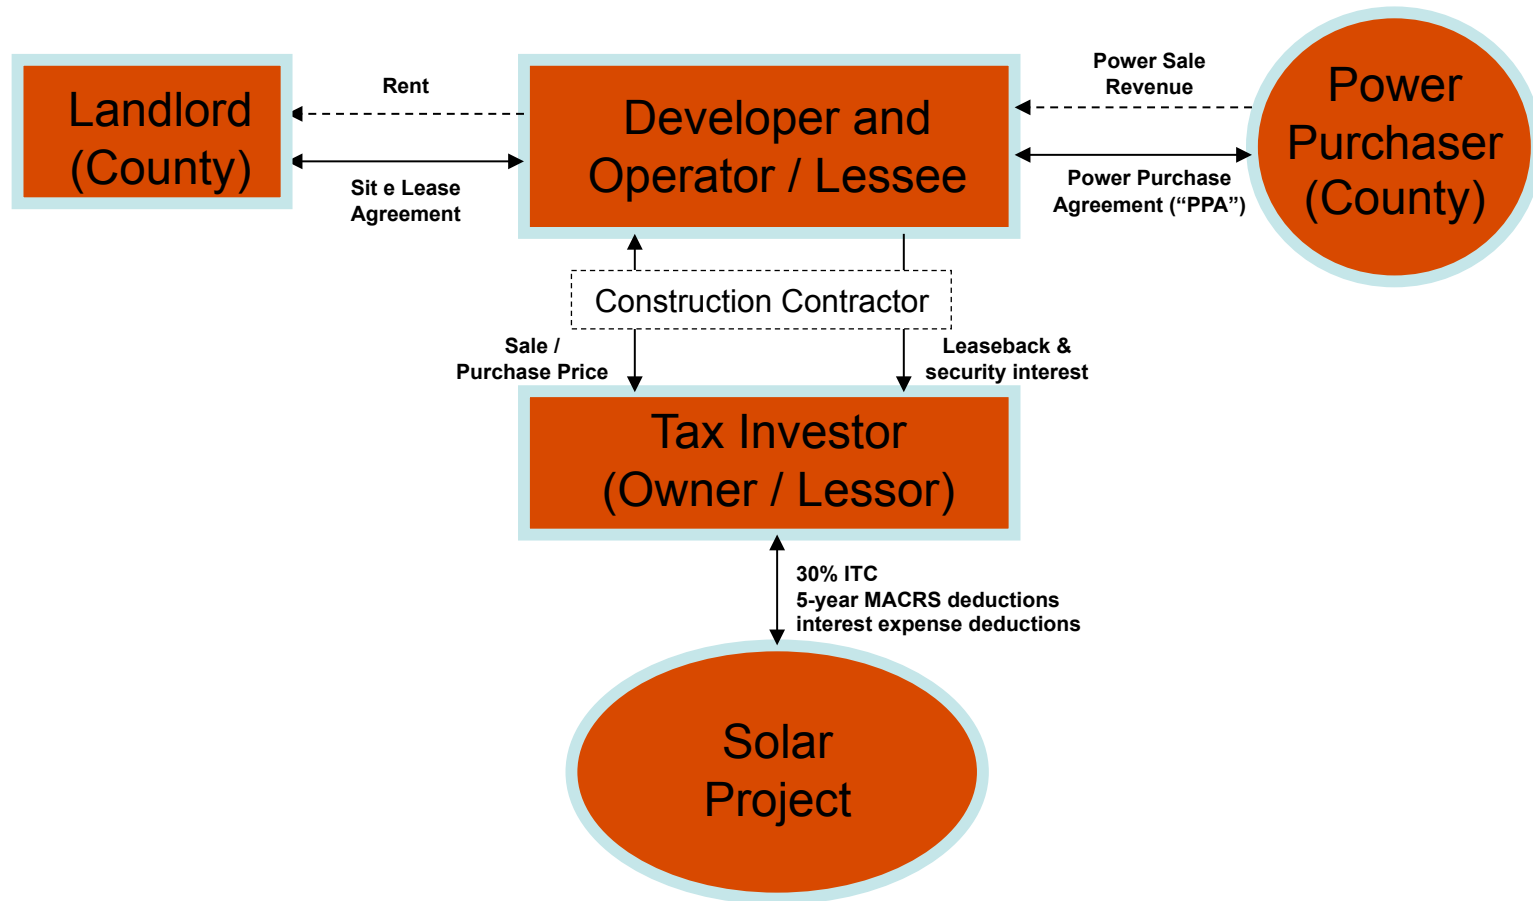 Landlord
(County)
Rent
Sit e Lease
Agreement
Developer and
Operator / Lessee
Power Sale
Revenue
Power Purchase
Agreement (“PPA”)
Power
Purchaser
(County)
Construction Contractor
Sale /
Purchase Price
Leaseback &
security interest
Tax Investor
(Owner / Lessor)
30% ITC
5-year MACRS deductions
interest expense deductions
Solar
Project